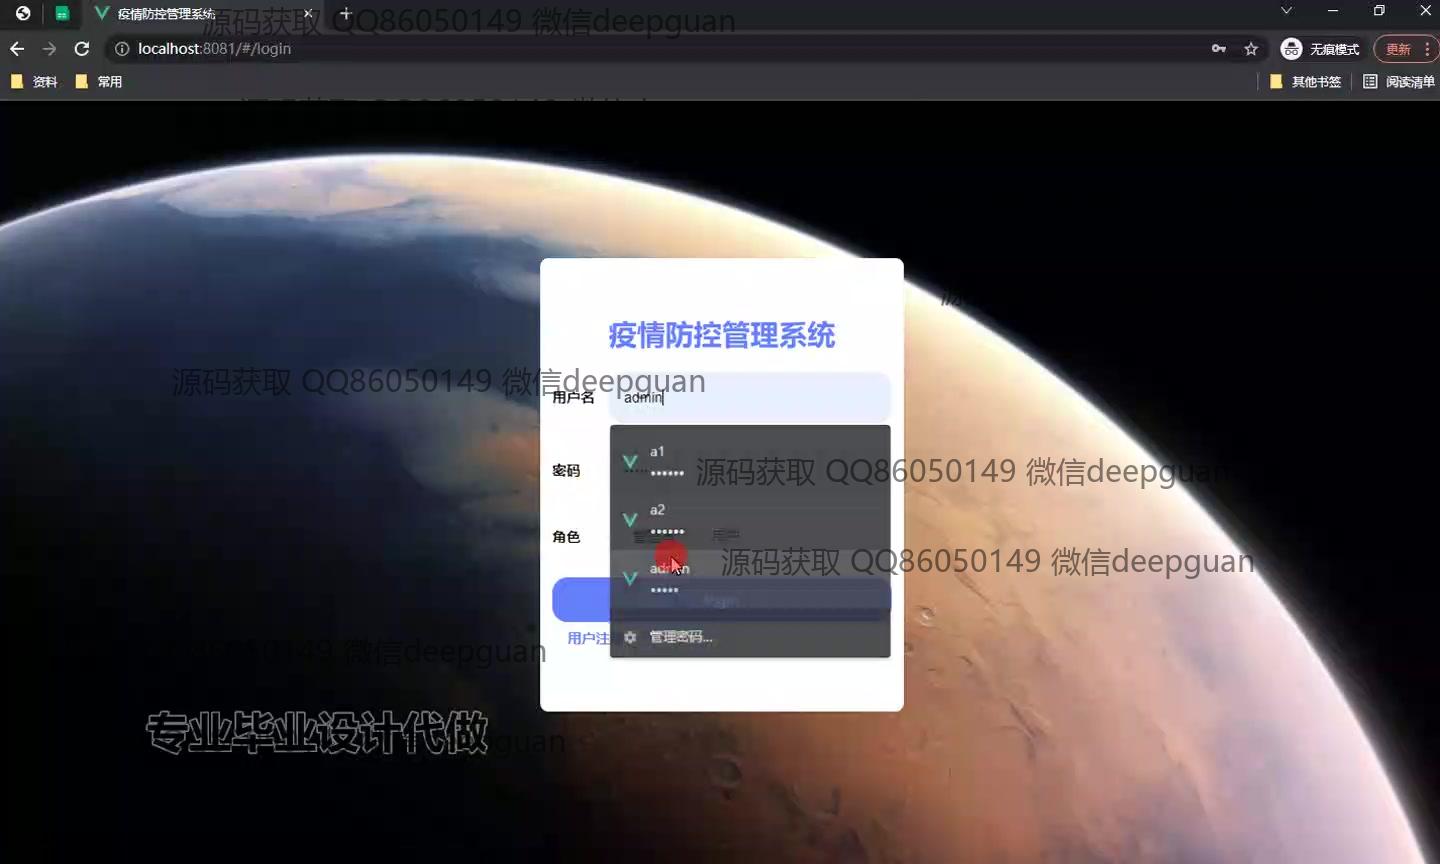 疫情防控管理系统
源码获取 QQ86050149 微信deepguan
localhost:8081/#/login
无痕模式
更新
资料
常用
其他书签
阅读清单
疫情防控管理系统
源码获取 QQ86050149 微信deepguan
用户名
admin
a1
••••••
密码
源码获取 QQ86050149 微信deepguan
a2
••••••
角色
源码获取 QQ86050149 微信deepguan
admin
•••••
login
用户注
管理密码...
86050149 微信deepguan
专业毕业设计代做
guan